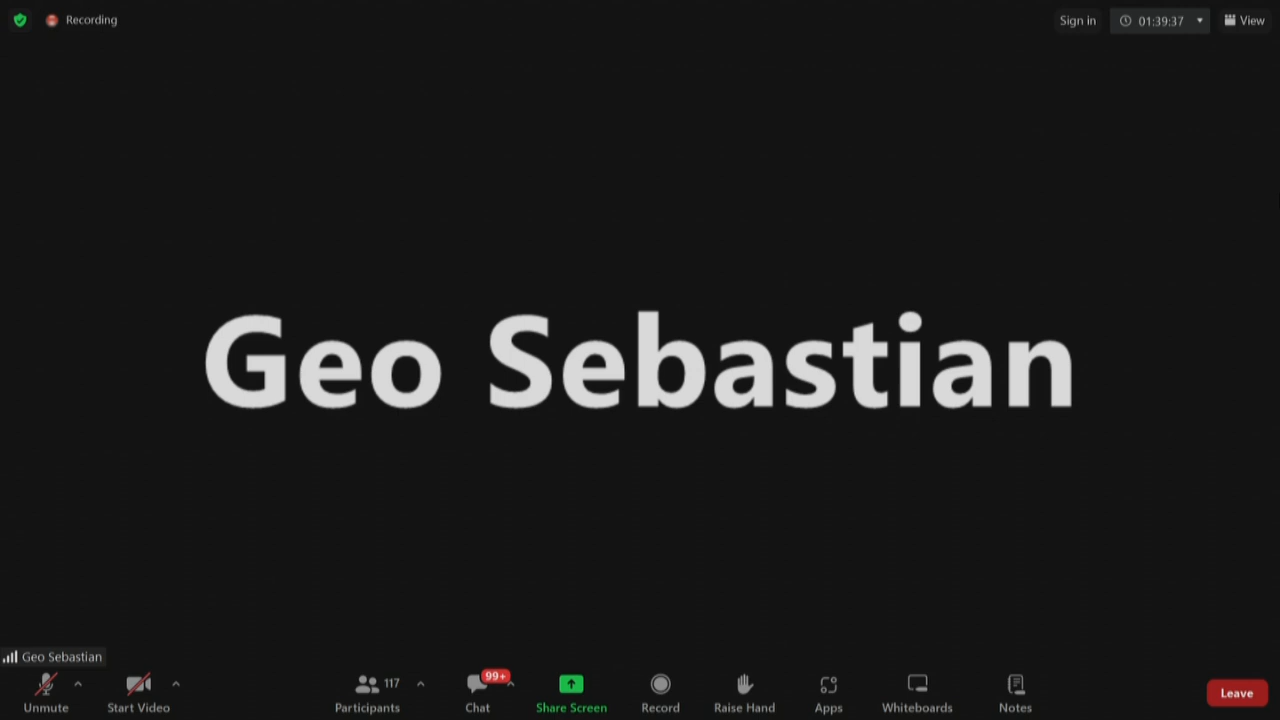 Recording
Sign in
01:39:37
View
Geo Sebastian
Geo Sebastian
Unmute
Start Video
117
Participants
99+
Chat
Share Screen
Record
Raise Hand
Apps
Whiteboards
Notes
Leave